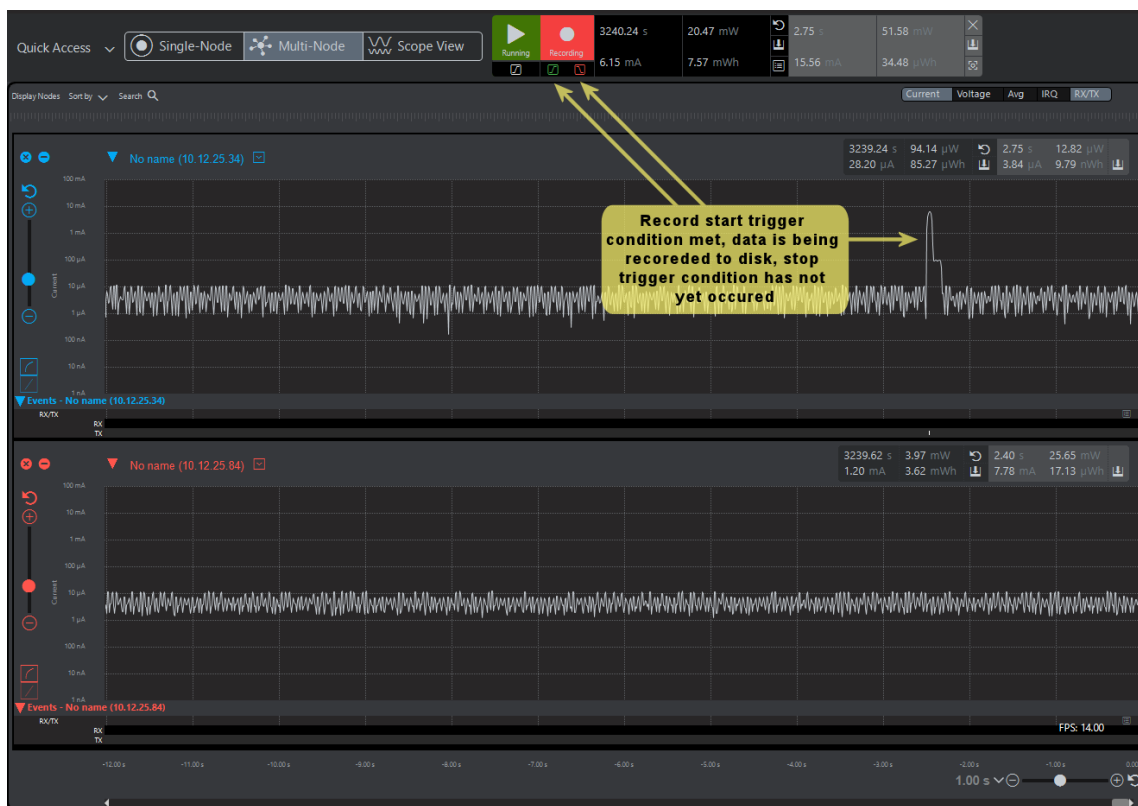 Quick Access
Single-Node
Multi-Node
Scope View
Running
Recording
3240.24 s 20.47 mW
6.15 mA 7.57 mWh
2.75 s 51.58 mW
15.56 mA 34.48 µWh
Display Nodes Sort by Search
Current Voltage Avg IRQ RX/TX
No name (10.12.25.34)
3239.24 s 94.14 µW 2.75 s 12.82 µW
28.20 µA 85.27 µWh 3.84 µA 9.79 nWh
100 mA
10 mA
1 mA
100 µA
10 µA
1 µA
100 nA
10 nA
1 nA
Current
Record start trigger
condition met, data is being
recoreded to disk, stop
trigger condition has not
yet occured
Events - No name (10.12.25.34)
RX/TX
RX
TX
No name (10.12.25.84)
3239.62 s 3.97 mW 2.40 s 25.65 mW
1.20 mA 3.62 mWh 7.78 mA 17.13 µWh
100 mA
10 mA
1 mA
100 µA
10 µA
1 µA
100 nA
10 nA
1 nA
Current
Events - No name (10.12.25.84)
RX/TX
RX
TX
FPS: 14.00
-12.00 s -11.00 s -10.00 s -9.00 s -8.00 s -7.00 s -6.00 s -5.00 s -4.00 s -3.00 s -2.00 s -1.00 s 0.00
1.00 s